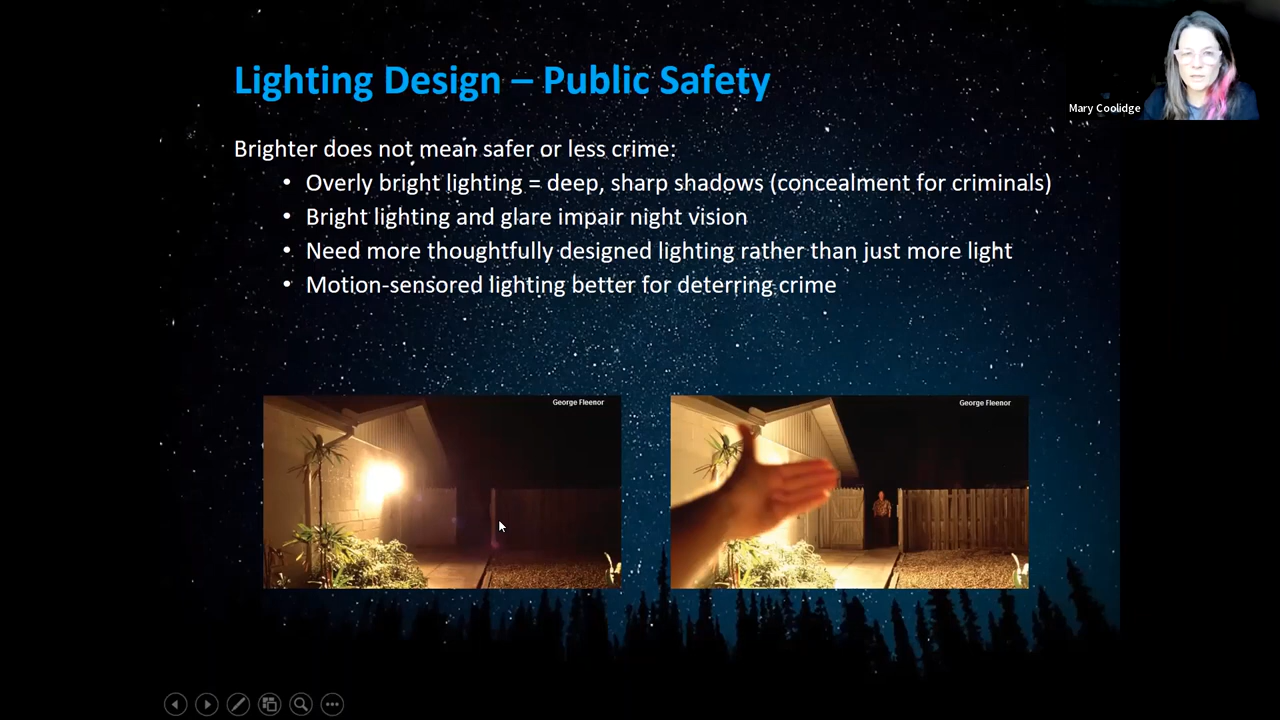 Lighting Design – Public Safety
Mary Coolidge
Brighter does not mean safer or less crime:
• Overly bright lighting = deep, sharp shadows (concealment for criminals)
• Bright lighting and glare impair night vision
• Need more thoughtfully designed lighting rather than just more light
• Motion-sensored lighting better for deterring crime
George Fleenor
George Fleenor